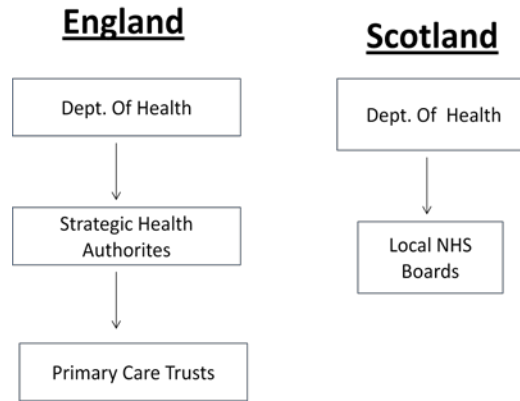 England
Dept. Of Health
Strategic Health
Authorites
Primary Care Trusts
Scotland
Dept. Of Health
Local NHS
Boards